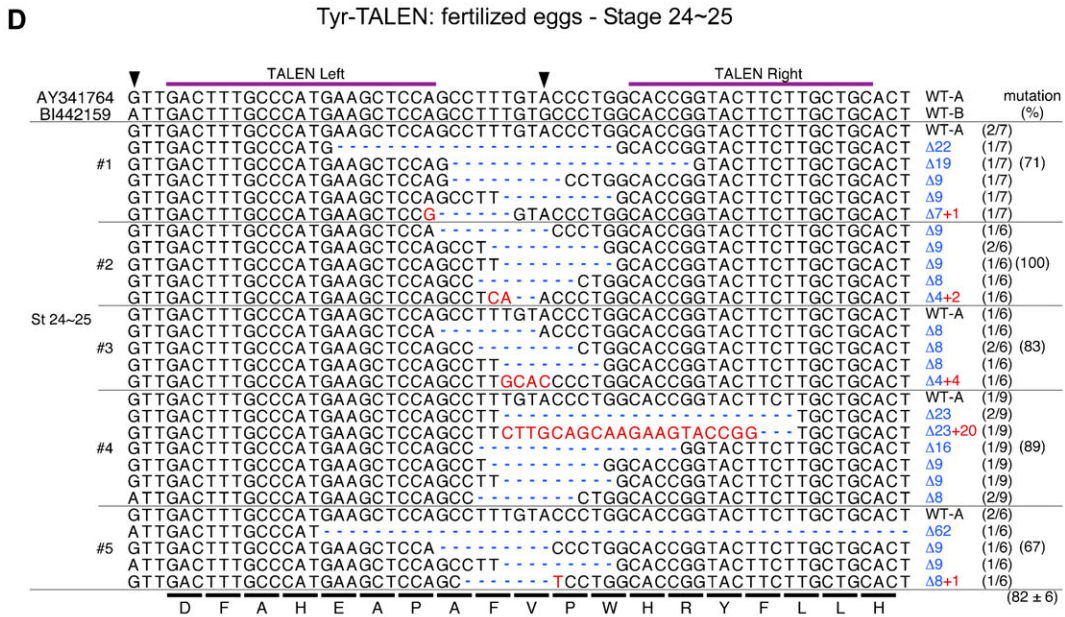 D
Tyr-TALEN: fertilized eggs - Stage 24~25
TALEN Left TALEN Right
AY341764 GTTGACTTTGCCCATGAAGCTCCAGCCTTTGTACCCTGGCACCGGTACTTCTTGCTGCACT WT-A mutation
BI442159 ATTGACTTTGCCCATGAAGCTCCAGCCTTTGTGCCCTGGCACCGGTACTTCTTGCTGCACT WT-B (%)
GTTGACTTTGCCCATGAAGCTCCAGCCTTTGTACCCTGGCACCGGTACTTCTTGCTGCACT WT-A (2/7)
GTTGACTTTGCCCATG----------------------GCACCGGTACTTCTTGCTGCACT Δ22 (1/7)
#1 GTTGACTTTGCCCATGAAGCTCCAG-------------------GTACTTCTTGCTGCACT Δ19 (1/7) (71)
GTTGACTTTGCCCATGAAGCTCCAG---------CCTGGCACCGGTACTTCTTGCTGCACT Δ9 (1/7)
GTTGACTTTGCCCATGAAGCTCCAGCCTT---------GCACCGGTACTTCTTGCTGCACT Δ9 (1/7)
GTTGACTTTGCCCATGAAGCTCCG------GTACCCTGGCACCGGTACTTCTTGCTGCACT Δ7+1 (1/7)
GTTGACTTTGCCCATGAAGCTCCA---------CCCTGGCACCGGTACTTCTTGCTGCACT Δ9 (1/6)
GTTGACTTTGCCCATGAAGCTCCAGCCT---------GGCACCGGTACTTCTTGCTGCACT Δ9 (2/6)
#2 GTTGACTTTGCCCATGAAGCTCCAGCCTT---------GCACCGGTACTTCTTGCTGCACT Δ9 (1/6) (100)
GTTGACTTTGCCCATGAAGCTCCAGCC--------CTGGCACCGGTACTTCTTGCTGCACT Δ8 (1/6)
GTTGACTTTGCCCATGAAGCTCCAGCCTCA--ACCCTGGCACCGGTACTTCTTGCTGCACT Δ4+2 (1/6)
St 24~25 GTTGACTTTGCCCATGAAGCTCCAGCCTTTGTACCCTGGCACCGGTACTTCTTGCTGCACT WT-A (1/6)
GTTGACTTTGCCCATGAAGCTCCA--------ACCCTGGCACCGGTACTTCTTGCTGCACT Δ8 (1/6)
#3 GTTGACTTTGCCCATGAAGCTCCAGCC--------CTGGCACCGGTACTTCTTGCTGCACT Δ8 (2/6) (83)
GTTGACTTTGCCCATGAAGCTCCAGCCTT--------GGCACCGGTACTTCTTGCTGCACT Δ8 (1/6)
GTTGACTTTGCCCATGAAGCTCCAGCCTTGCACCCCTGGCACCGGTACTTCTTGCTGCACT Δ4+4 (1/6)
GTTGACTTTGCCCATGAAGCTCCAGCCTTTGTACCCTGGCACCGGTACTTCTTGCTGCACT WT-A (1/9)
GTTGACTTTGCCCATGAAGCTCCAGCCTT-----------------------TGCTGCACT Δ23 (2/9)
GTTGACTTTGCCCATGAAGCTCCAGCCTTCTTGCAGCAAGAAGTACCGG---TGCTGCACT Δ23+20 (1/9)
#4 GTTGACTTTGCCCATGAAGCTCCAGCC----------------GGTACTTCTTGCTGCACT Δ16 (1/9) (89)
GTTGACTTTGCCCATGAAGCTCCAGCCT---------GGCACCGGTACTTCTTGCTGCACT Δ9 (1/9)
GTTGACTTTGCCCATGAAGCTCCAGCCTT---------GCACCGGTACTTCTTGCTGCACT Δ9 (1/9)
ATTGACTTTGCCCATGAAGCTCCAGCC--------CTGGCACCGGTACTTCTTGCTGCACT Δ8 (2/9)
GTTGACTTTGCCCATGAAGCTCCAGCCTTTGTACCCTGGCACCGGTACTTCTTGCTGCACT WT-A (2/6)
ATTGACTTTGCCCAT---------------------------------------------- Δ62 (1/6)
#5 GTTGACTTTGCCCATGAAGCTCCA---------CCCTGGCACCGGTACTTCTTGCTGCACT Δ9 (1/6) (67)
ATTGACTTTGCCCATGAAGCTCCAGCCTT---------GCACCGGTACTTCTTGCTGCACT Δ9 (1/6)
GTTGACTTTGCCCATGAAGCTCCAGC-------TCCTGGCACCGGTACTTCTTGCTGCACT Δ8+1 (1/6)
D F A H E A P A F V P W H R Y F L L H (82 ± 6)